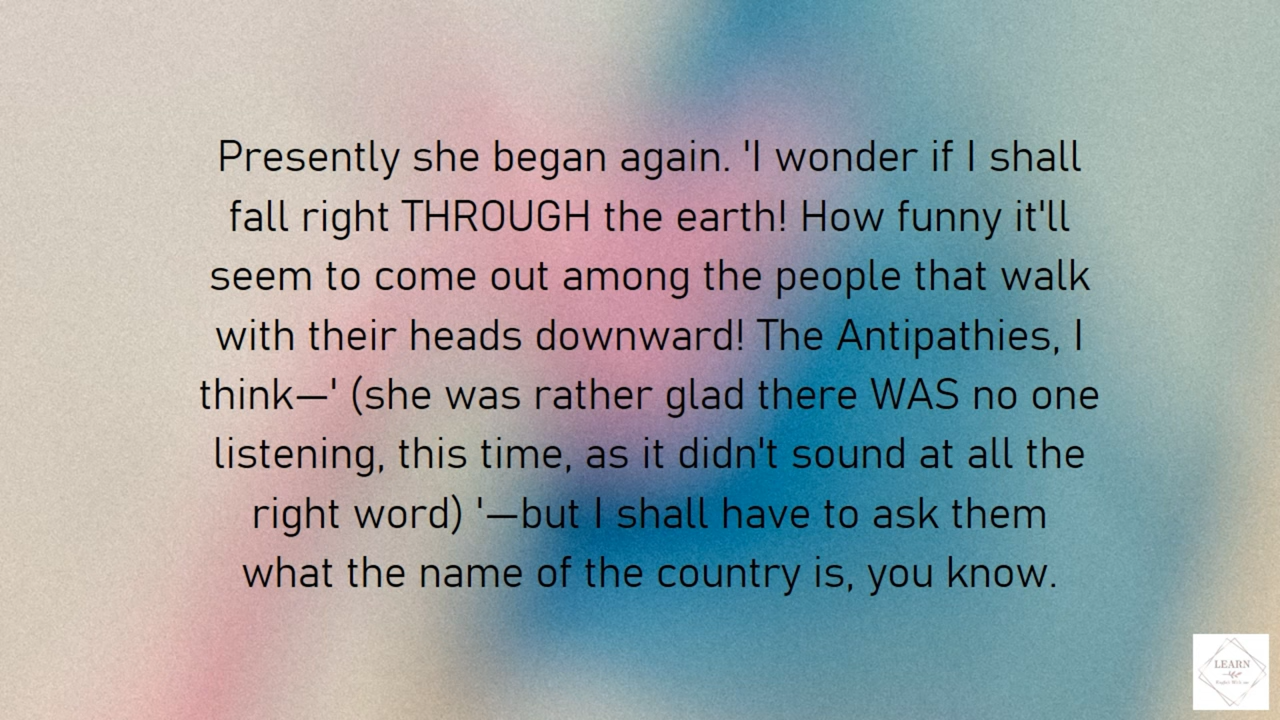 Presently she began again. 'I wonder if I shall
fall right THROUGH the earth! How funny it'll
seem to come out among the people that walk
with their heads downward! The Antipathies, I
think—' (she was rather glad there WAS no one
listening, this time, as it didn't sound at all the
right word) '—but I shall have to ask them
what the name of the country is, you know.
LEARN